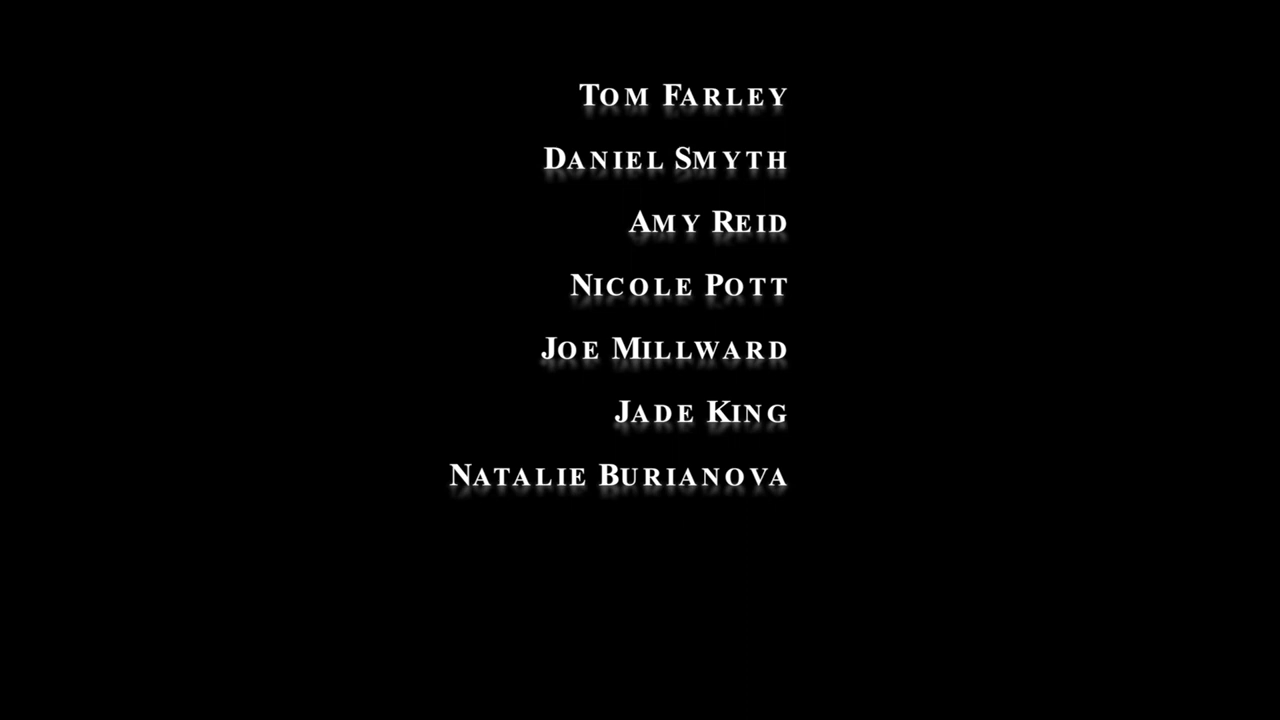 Tom Farley
Daniel Smyth
Amy Reid
Nicole Pott
Joe Millward
Jade King
Natalie Burianova